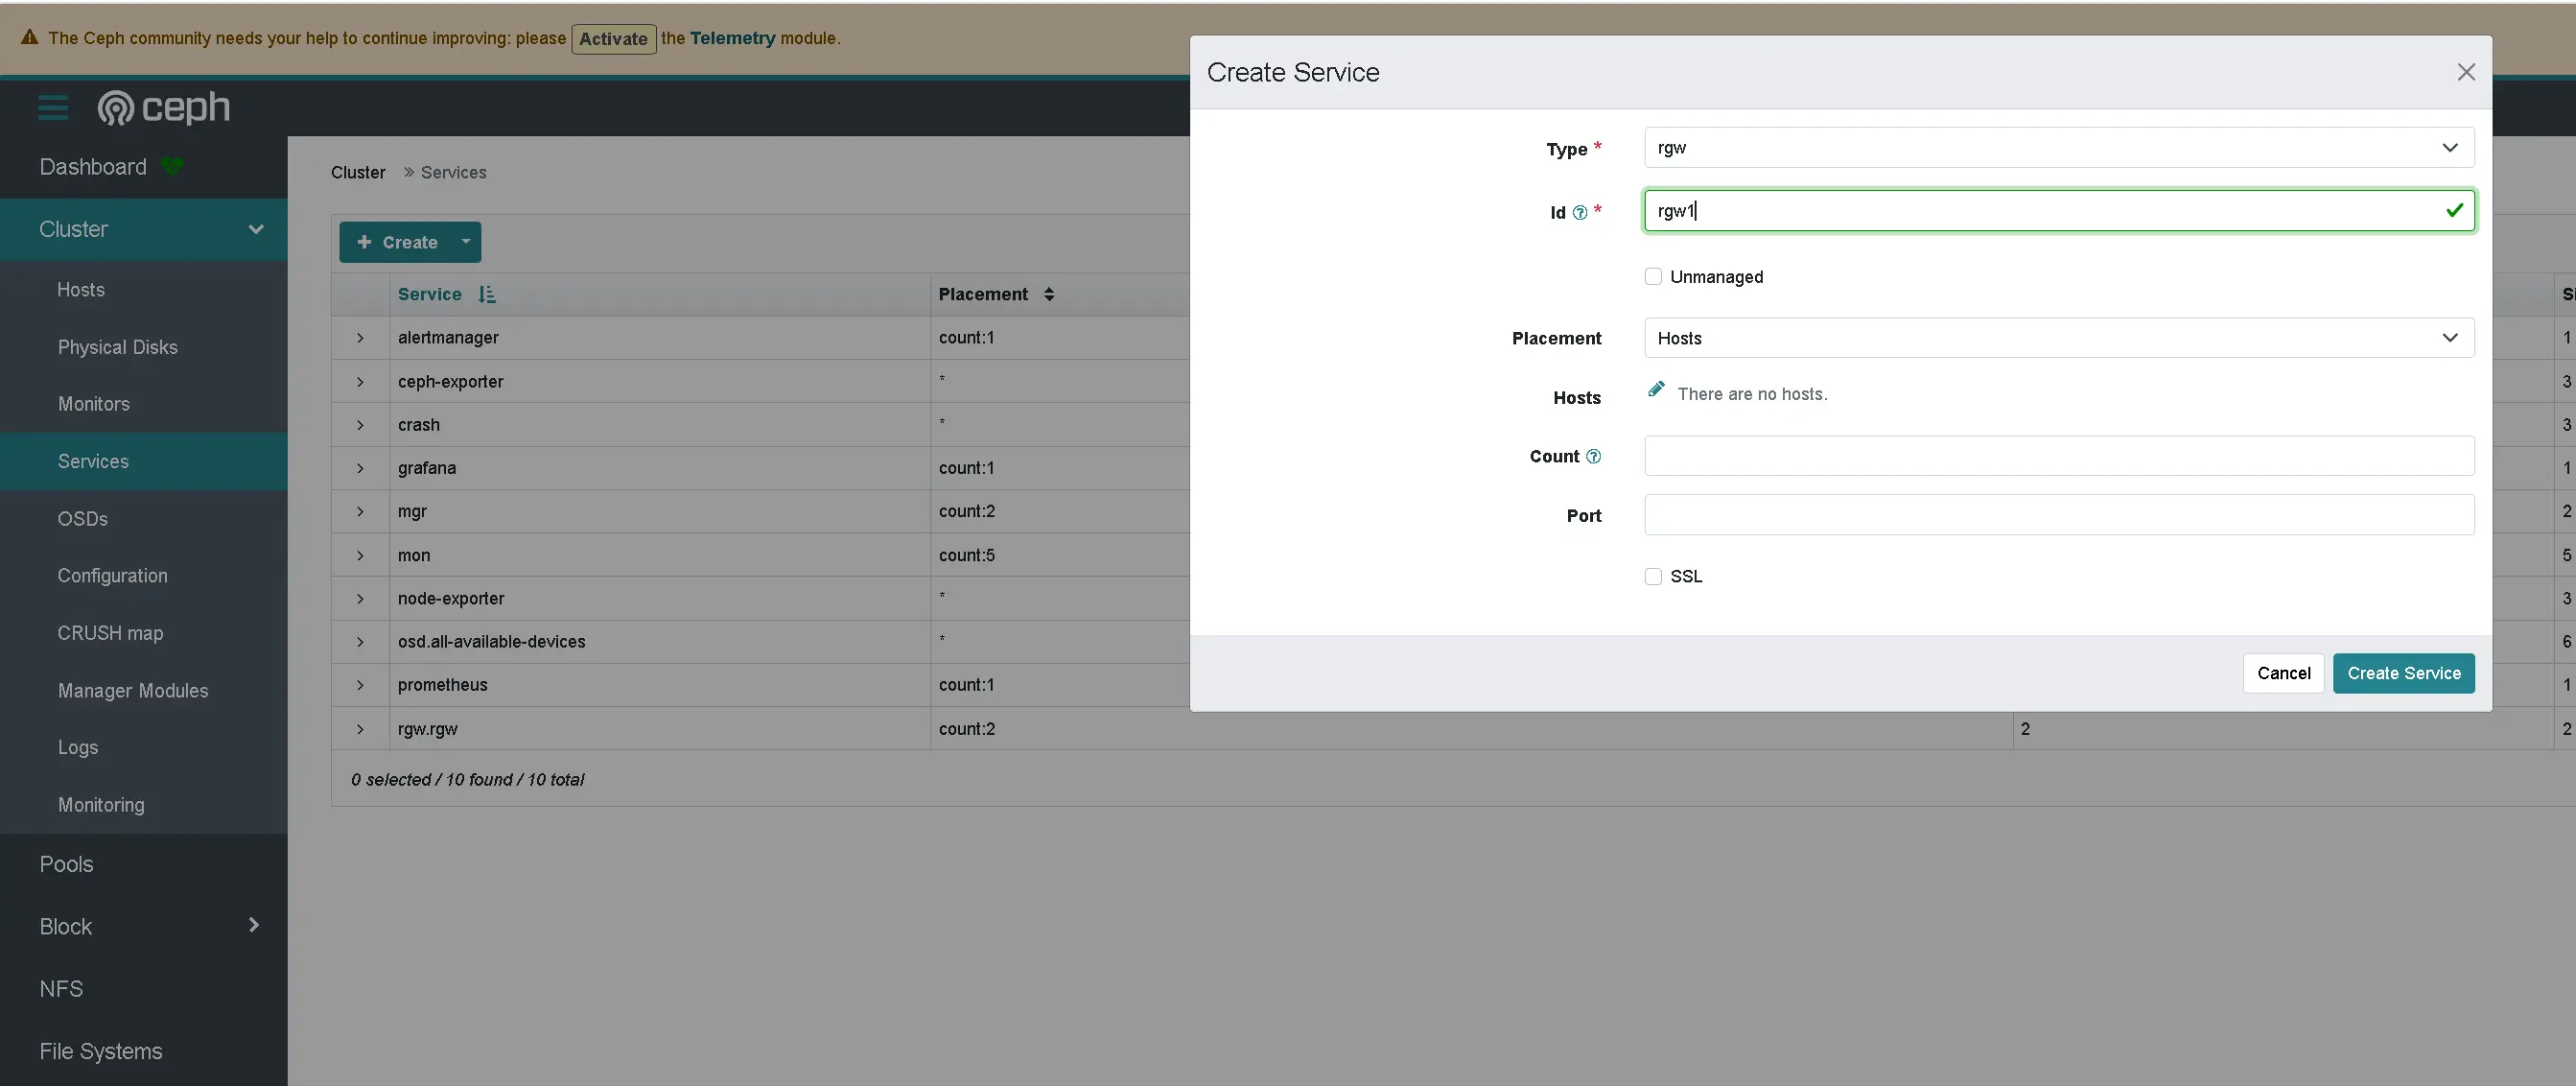 The Ceph community needs your help to continue improving: please Activate the Telemetry module.
ceph
Dashboard
Cluster
Hosts
Physical Disks
Monitors
Services
OSDs
Configuration
CRUSH map
Manager Modules
Logs
Monitoring
Pools
Block
NFS
File Systems
Cluster » Services
+ Create
Service Placement
alertmanager count:1 1
ceph-exporter * 3
crash * 3
grafana count:1 1
mgr count:2 2
mon count:5 5
node-exporter * 3
osd.all-available-devices * 6
prometheus count:1 1
rgw.rgw count:2 2 2
0 selected / 10 found / 10 total
Create Service
Type * rgw
Id ? * rgw1
Unmanaged
Placement Hosts
Hosts There are no hosts.
Count ?
Port
SSL
Cancel Create Service